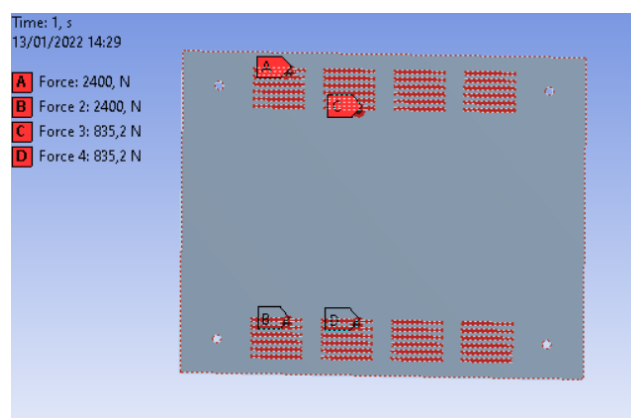 Time: 1, s
13/01/2022 14:29
A Force: 2400, N
B Force 2: 2400, N
C Force 3: 835,2 N
D Force 4: 835,2 N
A
C
B D